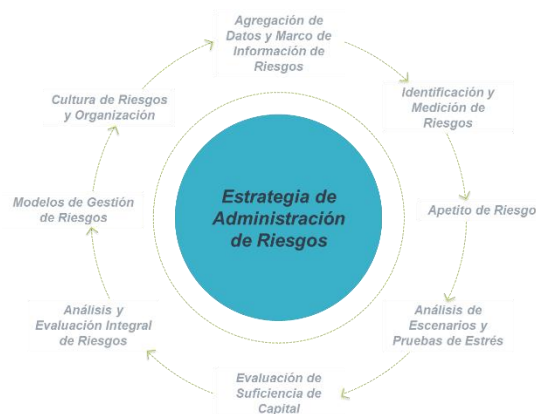 Agregación de
Datos y Marco de
Información de
Riesgos
Identificación y
Medición de
Riesgos
Apetito de Riesgo
Análisis de
Escenarios y
Pruebas de Estrés
Evaluación de
Suficiencia de
Capital
Análisis y
Evaluación Integral
de Riesgos
Modelos de Gestión
de Riesgos
Cultura de Riesgos
y Organización
Estrategia de
Administración
de Riesgos